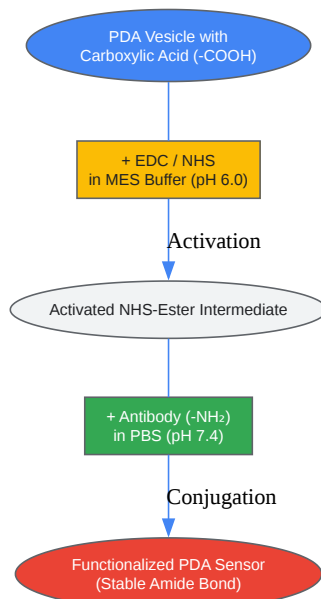 PDA Vesicle with
Carboxylic Acid (-COOH)
+ EDC / NHS
in MES Buffer (pH 6.0)
Activation
Activated NHS-Ester Intermediate
+ Antibody (-NH₂)
in PBS (pH 7.4)
Conjugation
Functionalized PDA Sensor
(Stable Amide Bond)